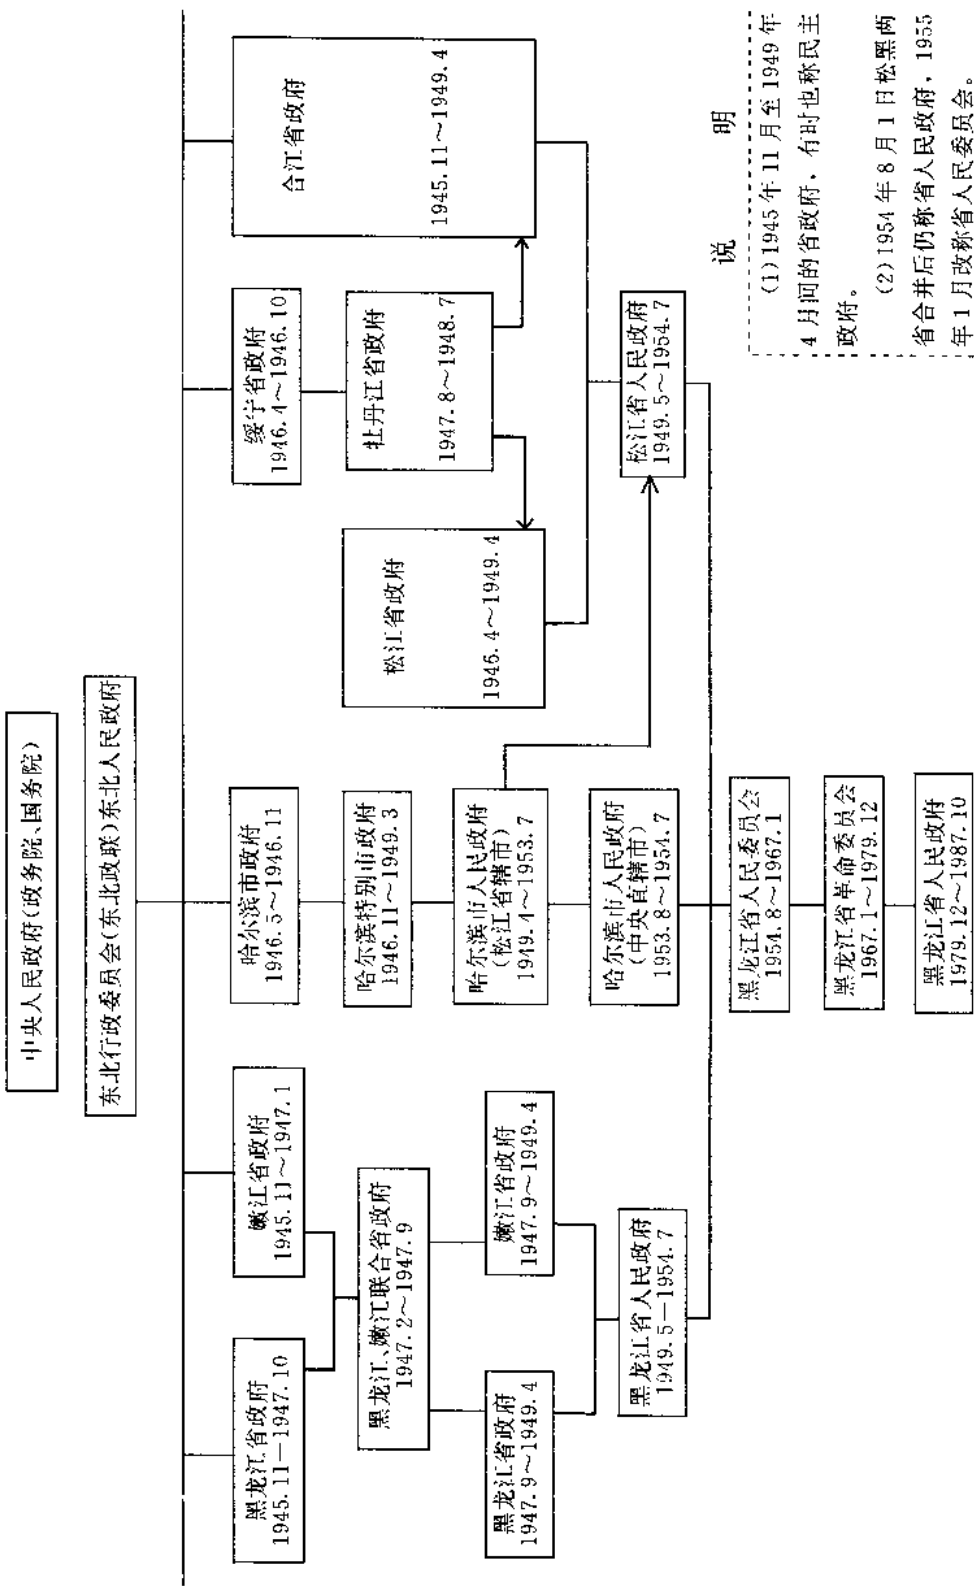 中央人民政府(政务院、国务院)
东北行政委员会(东北政联)东北人民政府
黑龙江省政府
1945.11—1947.10
嫩江省政府
1945.11～1947.1
哈尔滨市政府
1946.5～1946.11
绥宁省政府
1946.4～1946.10
合江省政府
1945.11～1949.4
黑龙江、嫩江联合省政府
1947.2～1947.9
哈尔滨特别市政府
1946.11～1949.3
松江省政府
1946.4～1949.4
牡丹江省政府
1947.8～1948.7
黑龙江省政府
1947.9～1949.4
嫩江省政府
1947.9～1949.4
哈尔滨市人民政府
(松江省辖市)
1949.4～1953.7
黑龙江省人民政府
1949.5—1954.7
哈尔滨市人民政府
(中央直辖市)
1953.8～1954.7
松江省人民政府
1949.5～1954.7
黑龙江省人民委员会
1954.8～1967.1
黑龙江省革命委员会
1967.1～1979.12
黑龙江省人民政府
1979.12～1987.10
说 明
(1)1945年11月至1949年
4月间的省政府，有时也称民主
政府。
(2)1954年8月1日松黑两
省合并后仍称省人民政府，1955
年1月改称省人民委员会。